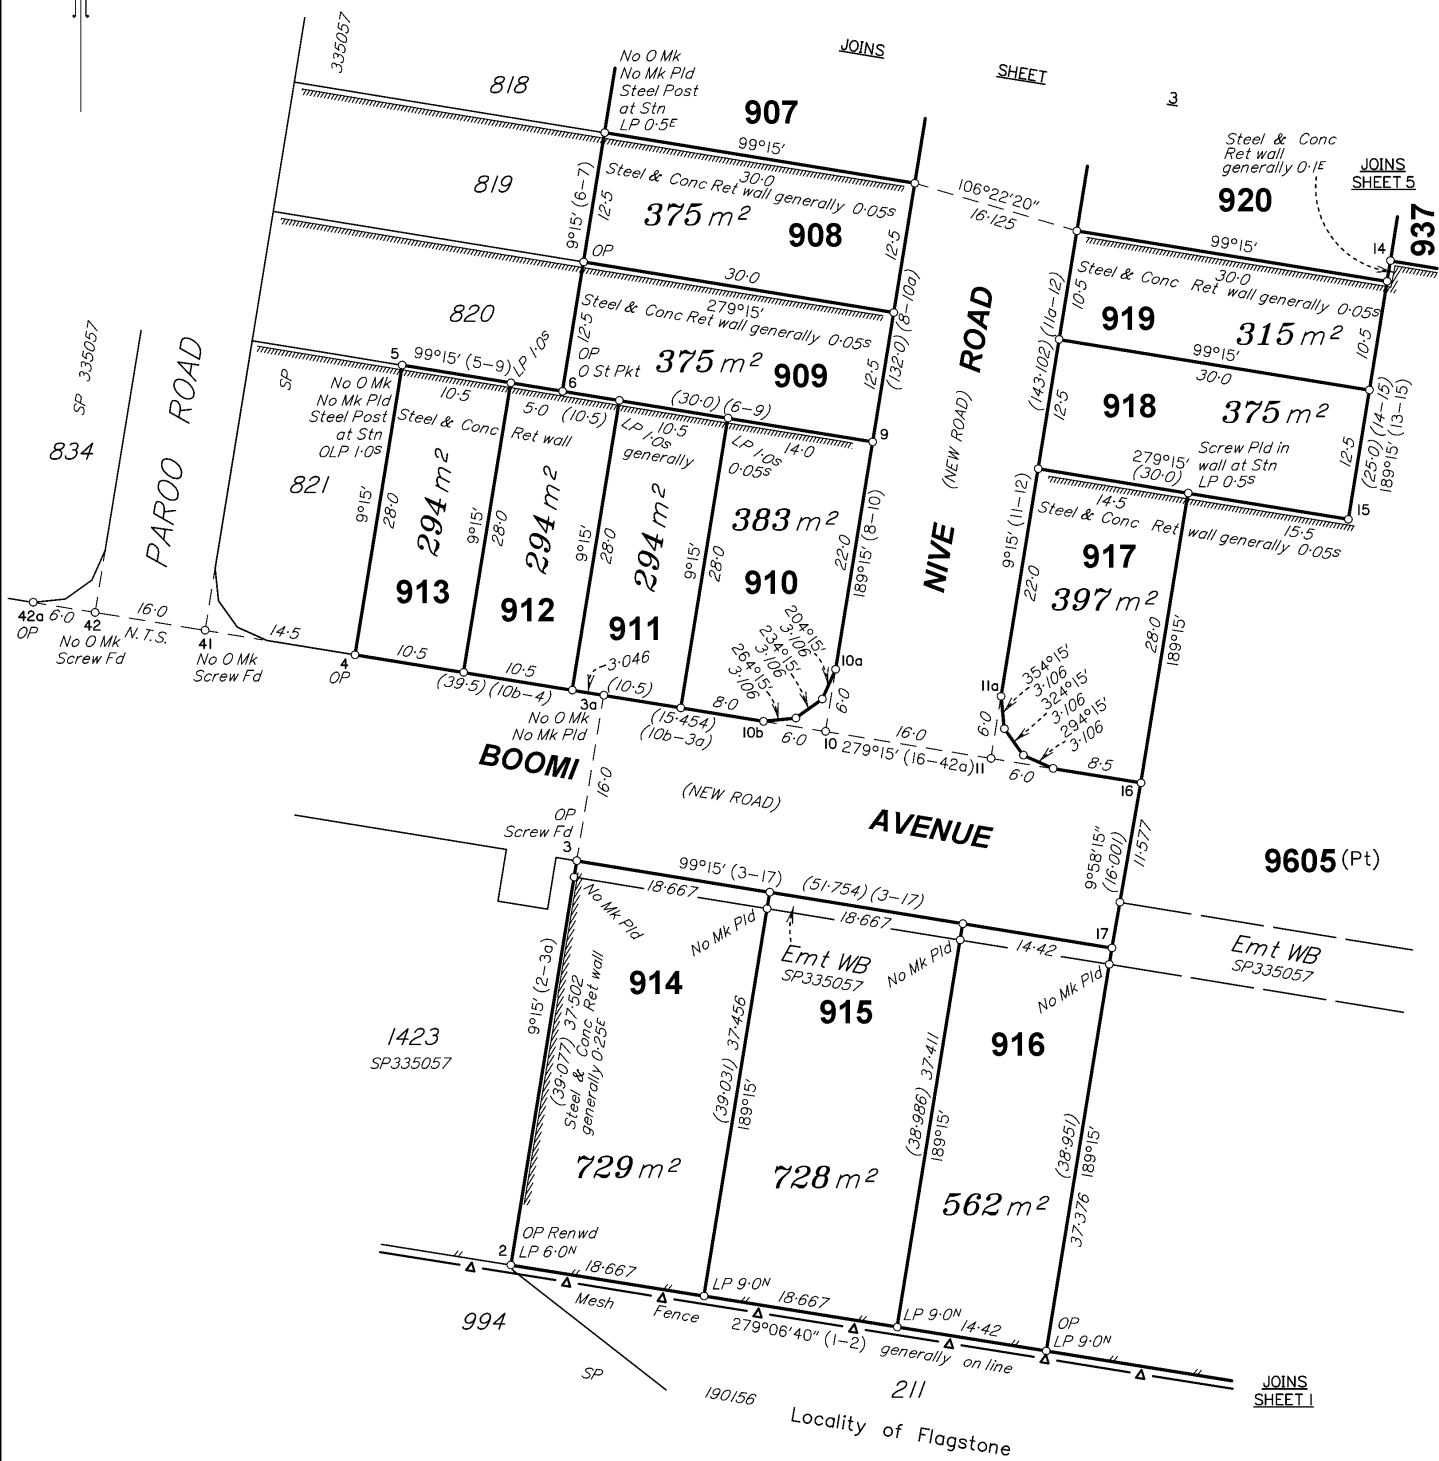 JOINS
SHEET
3
335057
818
No O Mk
No Mk Pld
Steel Post
at Stn
LP 0·5E
907
99°15'
30·0
Steel & Conc Ret wall generally 0·05S
375 m²
908
12·5
9°15' (6-7)
12·5
819
OP
106°22'20"
16·125
Steel & Conc
Ret wall
generally 0·1E
JOINS
SHEET 5
920
937
14
99°15'
30·0
Steel & Conc Ret wall generally 0·05S
919
315 m²
10·5
10·5
(143·102) (11a-12)
30·0
279°15'
Steel & Conc Ret wall generally 0·05S
375 m²
909
12·5
12·5
(132·0) (8-10a)
OP
O St Pkt
820
NIVE ROAD
(NEW ROAD)
99°15'
30·0
918
375 m²
12·5
12·5
(25·0) (14-15)
189°15' (13-15)
Screw Pld in
wall at Stn
LP 0·5S
279°15'
(30·0)
15
SP 335057
834
PAROO ROAD
SP
821
5
99°15' (5-9)
LP 1·0S
6
No O Mk
No Mk Pld
Steel Post
at Stn
OLP 1·0S
10·5
5·0
(10·5)
(30·0) (6-9)
10·5
14·0
9
Steel & Conc Ret wall
generally
LP 1·0S
LP 1·0S
0·05S
9°15'
28·0
294 m²
913
9°15'
28·0
294 m²
912
9°15'
28·0
294 m²
911
9°15'
28·0
383 m²
910
22·0
189°15' (8-10)
204°15'
3·106
234°15'
3·106
264°15'
3·106
10a
6·0
14·5
15·5
Steel & Conc Ret wall generally 0·05S
917
397 m²
9°15' (11-12)
22·0
28·0
189°15'
11a
354°15'
3·106
324°15'
3·106
294°15'
3·106
6·0
42a
OP
6·0
42
No O Mk
Screw Fd
16·0
N.T.S.
41
No O Mk
Screw Fd
14·5
4
OP
10·5
10·5
(39·5) (10b-4)
3·046
3a
No O Mk
No Mk Pld
(10·5)
(15·454)
(10b-3a)
8·0
10b
6·0
10
16·0
279°15' (16-42a)
11
6·0
8·5
16
BOOMI AVENUE
(NEW ROAD)
16·0
9°58'15"
(16·001)
11·577
9605 (Pt)
OP
Screw Fd
3
99°15' (3-17)
(51·754) (3-17)
18·667
18·667
14·42
17
No Mk Pld
No Mk Pld
No Mk Pld
No Mk Pld
Emt WB
SP335057
Emt WB
SP335057
914
915
916
1423
SP335057
9°15' (2-3a)
(39·077) 37·502
Steel & Conc Ret wall
generally 0·25E
(39·031) 37·456
189°15'
(38·986) 37·411
189°15'
(38·951)
37·376
189°15'
729 m²
728 m²
562 m²
OP Renwd
LP 6·0N
2
18·667
LP 9·0N
18·667
LP 9·0N
14·42
OP
LP 9·0N
Mesh Fence
279°06'40" (1-2) generally on line
994
SP 190156
211
JOINS
SHEET 1
Locality of Flagstone